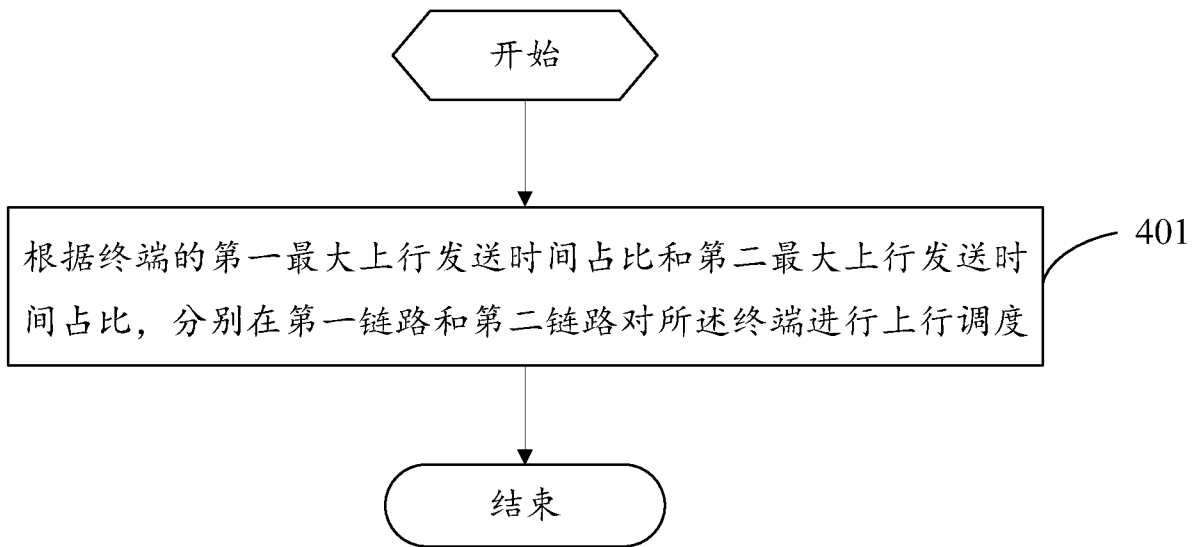 开始
根据终端的第一最大上行发送时间占比和第二最大上行发送时
间占比，分别在第一链路和第二链路对所述终端进行上行调度
401
结束